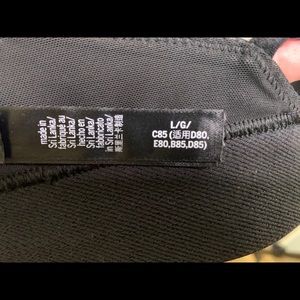 made in
Sri Lanka/
fabriqué au
Sri Lanka/
hecho en
Sri Lanka/
fabricato
in Sri Lanka/
斯里兰卡制造
L/G/
C85 (适用D80,
E80,B85,D85)